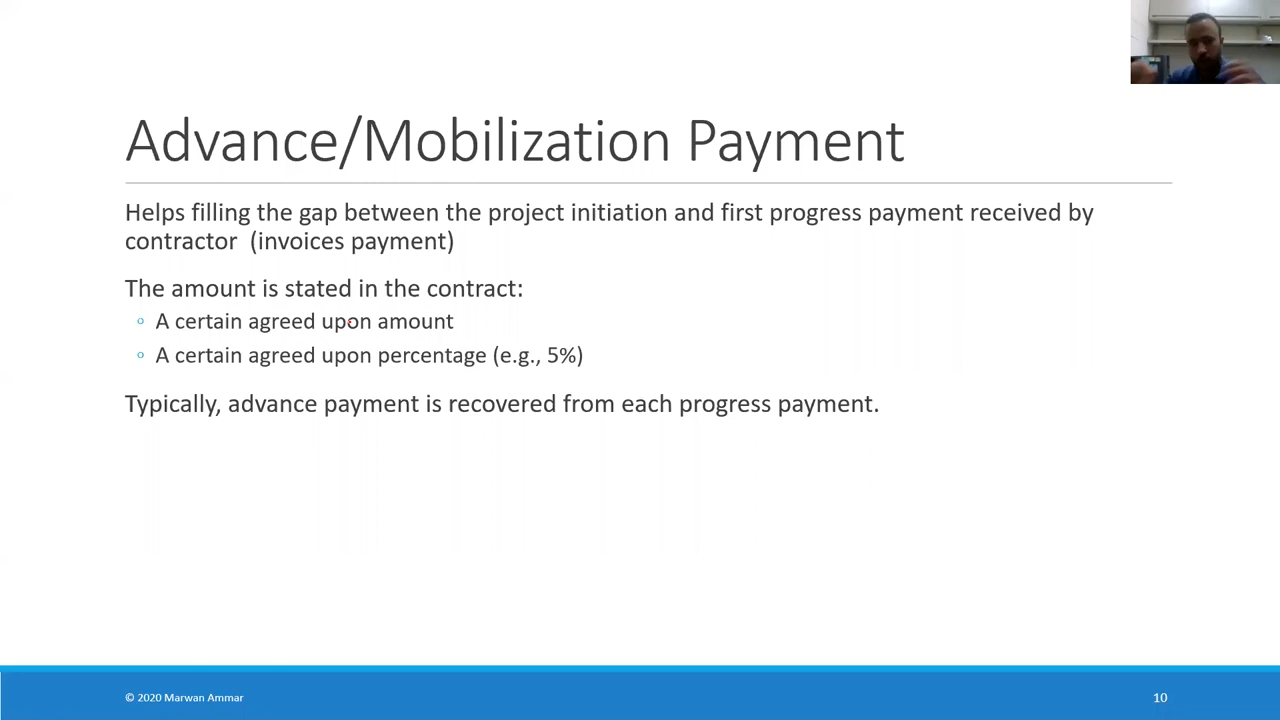 Advance/Mobilization Payment
Helps filling the gap between the project initiation and first progress payment received by
contractor (invoices payment)
The amount is stated in the contract:
◦ A certain agreed upon amount
◦ A certain agreed upon percentage (e.g., 5%)
Typically, advance payment is recovered from each progress payment.
© 2020 Marwan Ammar
10